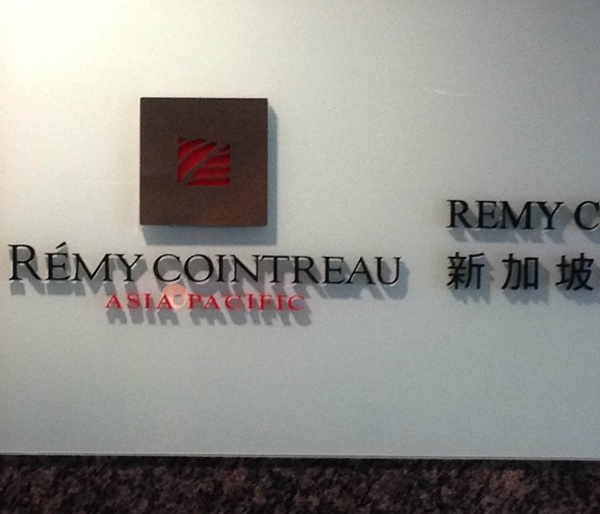 RÉMY COINTREAU
ASIA PACIFIC
REMY C
新加坡